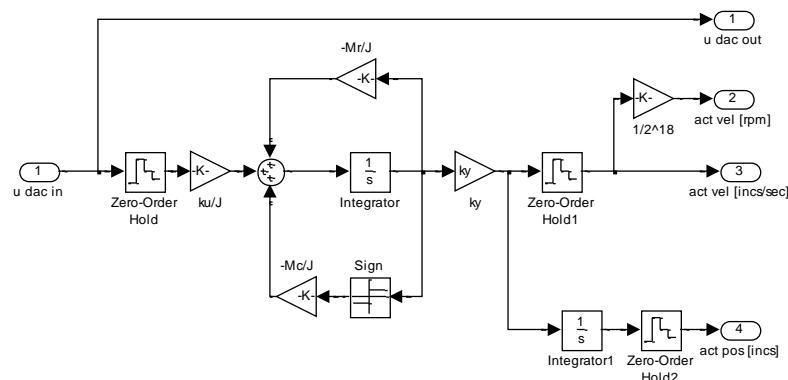 1
u dac out
-Mr/J
-K-
-K-
1/2^18
2
act vel [rpm]
1
u dac in
Zero-Order
Hold
-K-
ku/J
1
s
Integrator
ky
ky
Zero-Order
Hold1
3
act vel [incs/sec]
-Mc/J
-K-
Sign
1
s
Integrator1
Zero-Order
Hold2
4
act pos [incs]